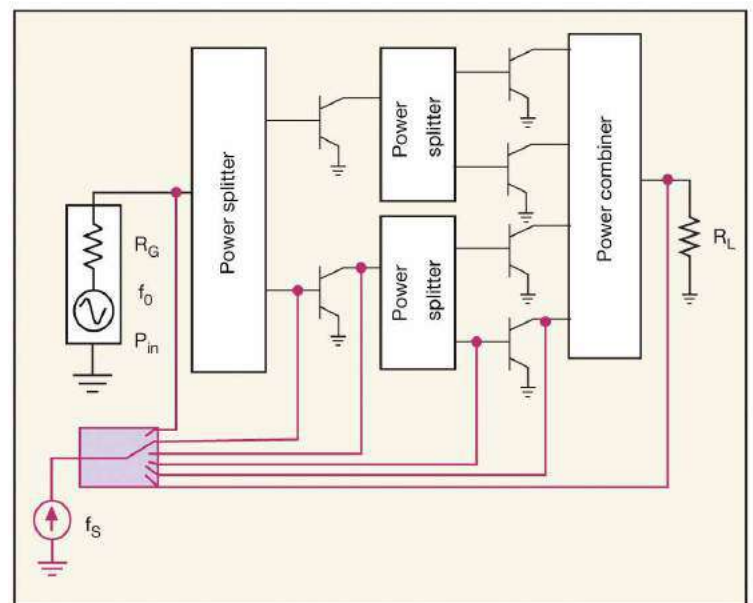 Power splitter
Power
splitter
Power
splitter
Power combiner
R_G
f_0
P_in
R_L
f_S